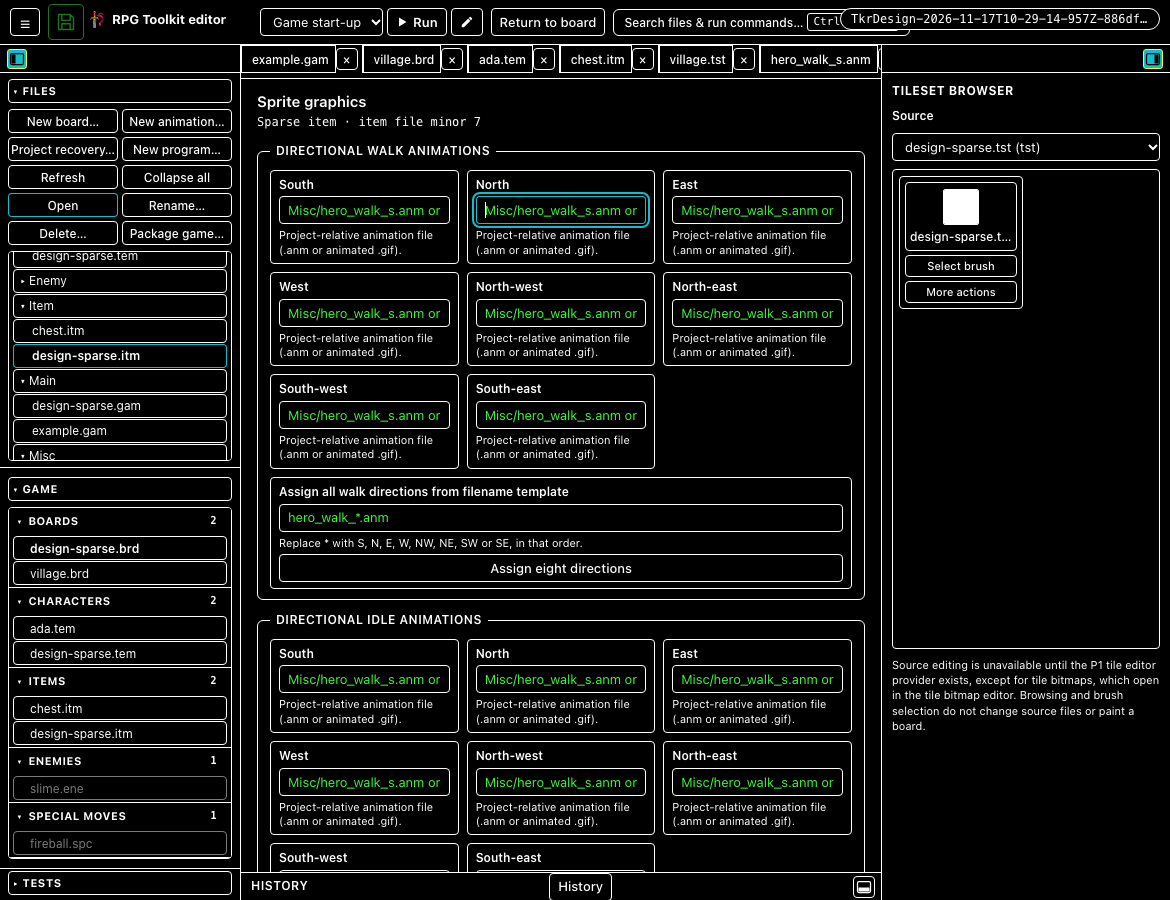 RPG Toolkit editor
Game start-up
Run
Return to board
Search files & run commands...
Ctrl
TkrDesign-2026-11-17T10-29-14-957Z-886df...
example.gam ×
village.brd ×
ada.tem ×
chest.itm ×
village.tst ×
hero_walk_s.anm
FILES
New board...
New animation...
Project recovery...
New program...
Refresh
Collapse all
Open
Rename...
Delete...
Package game...
design-sparse.tem
Enemy
Item
chest.itm
design-sparse.itm
Main
design-sparse.gam
example.gam
Misc
GAME
BOARDS 2
design-sparse.brd
village.brd
CHARACTERS 2
ada.tem
design-sparse.tem
ITEMS 2
chest.itm
design-sparse.itm
ENEMIES 1
slime.ene
SPECIAL MOVES 1
fireball.spc
TESTS
Sprite graphics
Sparse item · item file minor 7
DIRECTIONAL WALK ANIMATIONS
South
Misc/hero_walk_s.anm or
Project-relative animation file
(.anm or animated .gif).
North
Misc/hero_walk_s.anm or
Project-relative animation file
(.anm or animated .gif).
East
Misc/hero_walk_s.anm or
Project-relative animation file
(.anm or animated .gif).
West
Misc/hero_walk_s.anm or
Project-relative animation file
(.anm or animated .gif).
North-west
Misc/hero_walk_s.anm or
Project-relative animation file
(.anm or animated .gif).
North-east
Misc/hero_walk_s.anm or
Project-relative animation file
(.anm or animated .gif).
South-west
Misc/hero_walk_s.anm or
Project-relative animation file
(.anm or animated .gif).
South-east
Misc/hero_walk_s.anm or
Project-relative animation file
(.anm or animated .gif).
Assign all walk directions from filename template
hero_walk_*.anm
Replace * with S, N, E, W, NW, NE, SW or SE, in that order.
Assign eight directions
DIRECTIONAL IDLE ANIMATIONS
South
Misc/hero_walk_s.anm or
Project-relative animation file
(.anm or animated .gif).
North
Misc/hero_walk_s.anm or
Project-relative animation file
(.anm or animated .gif).
East
Misc/hero_walk_s.anm or
Project-relative animation file
(.anm or animated .gif).
West
Misc/hero_walk_s.anm or
Project-relative animation file
(.anm or animated .gif).
North-west
Misc/hero_walk_s.anm or
Project-relative animation file
(.anm or animated .gif).
North-east
Misc/hero_walk_s.anm or
Project-relative animation file
(.anm or animated .gif).
South-west
South-east
HISTORY
History
TILESET BROWSER
Source
design-sparse.tst (tst)
design-sparse.t...
Select brush
More actions
Source editing is unavailable until the P1 tile editor
provider exists, except for tile bitmaps, which open
in the tile bitmap editor. Browsing and brush
selection do not change source files or paint a
board.